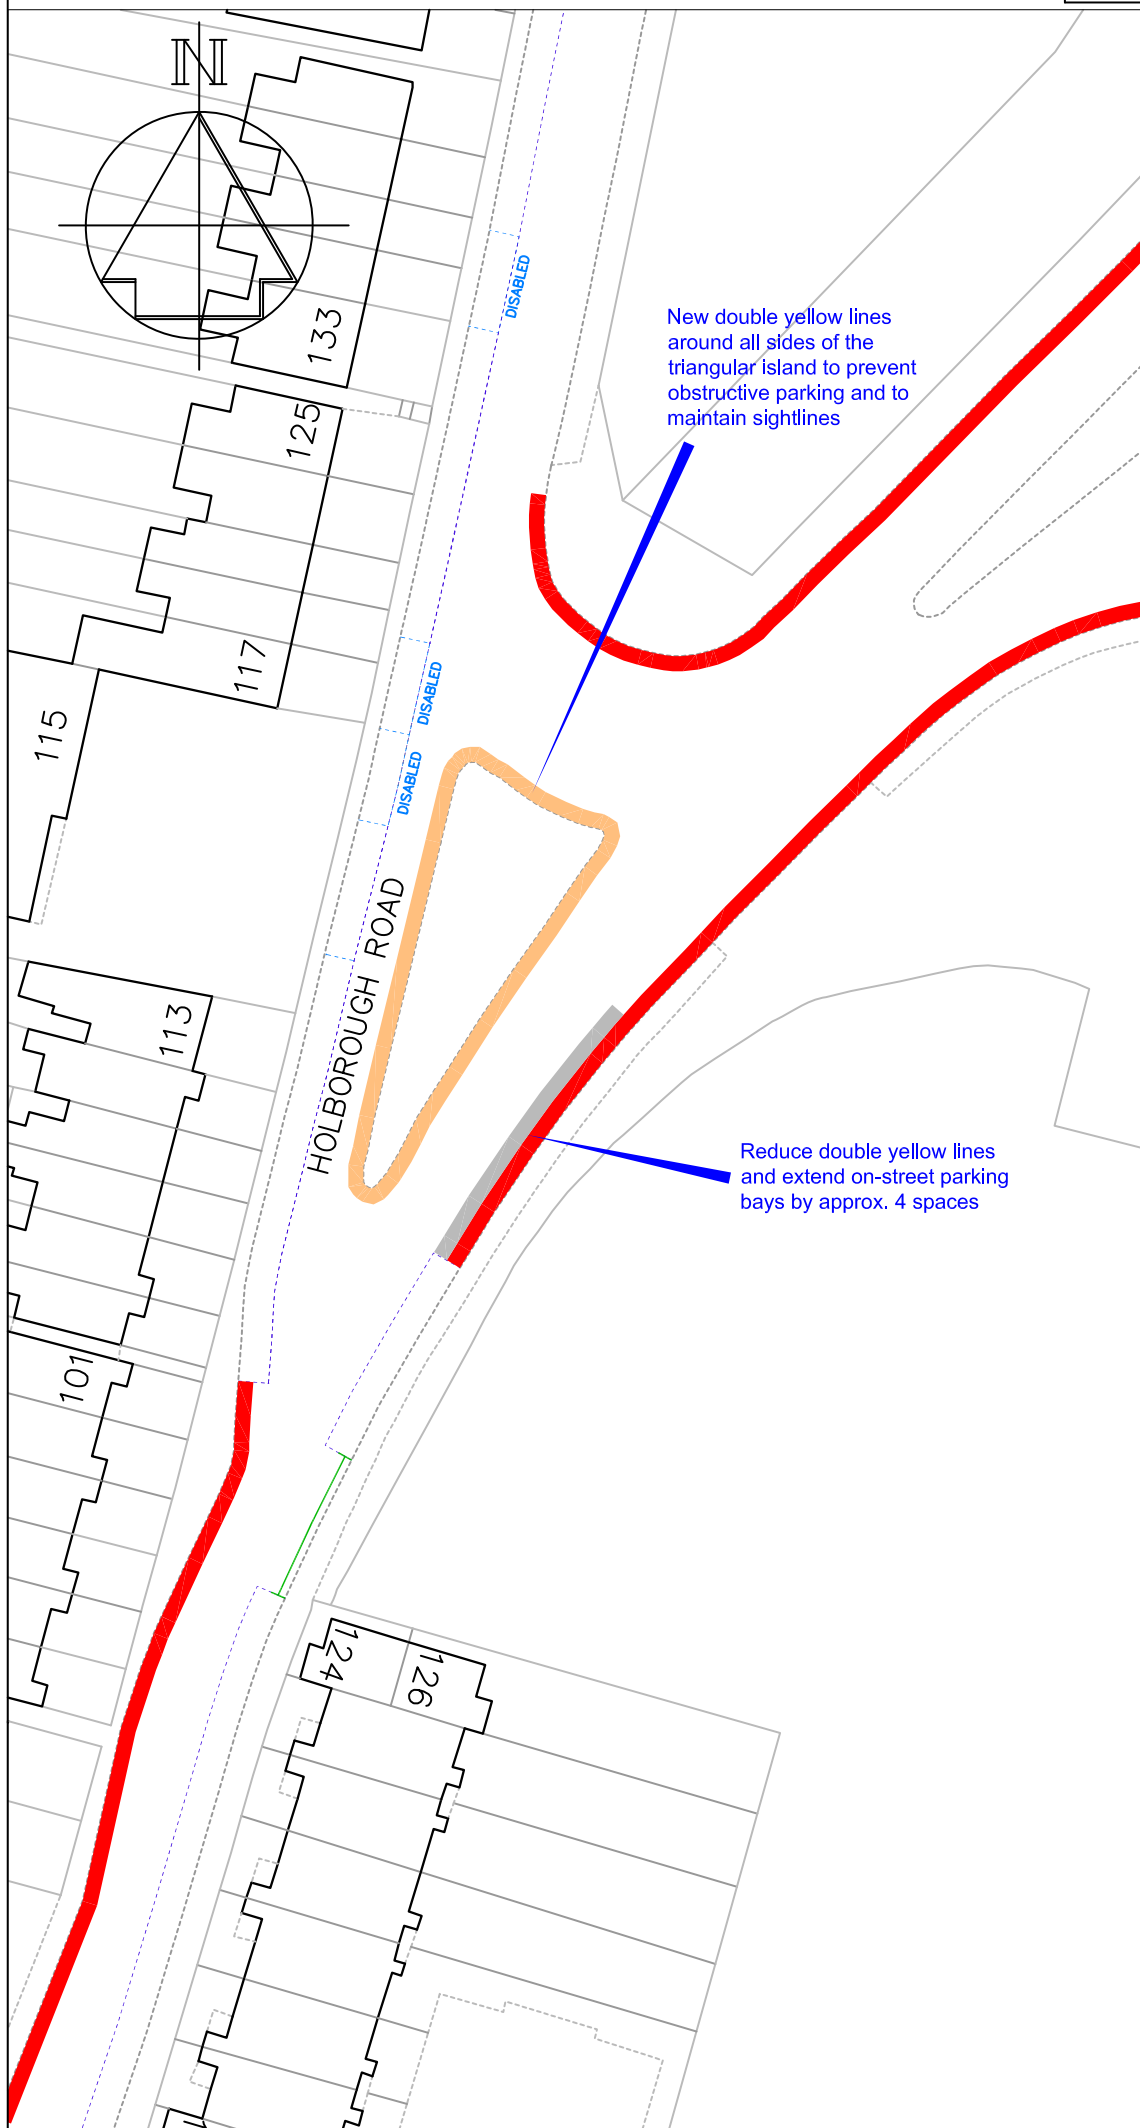 N
DISABLED
133
New double yellow lines
around all sides of the
triangular island to prevent
obstructive parking and to
maintain sightlines
125
117
DISABLED
115
DISABLED
HOLBOROUGH ROAD
113
Reduce double yellow lines
and extend on-street parking
bays by approx. 4 spaces
101
124
126